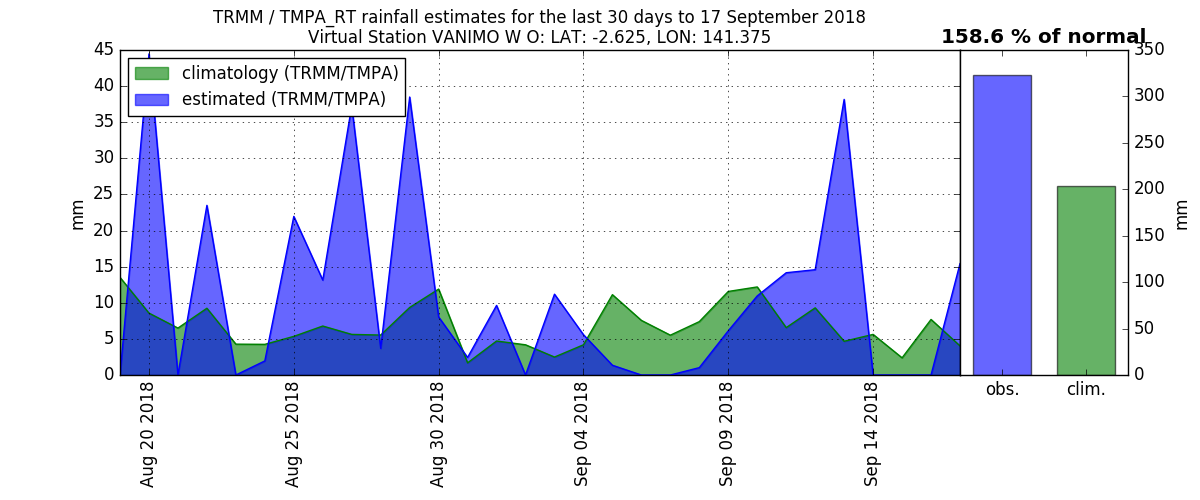 TRMM / TMPA_RT rainfall estimates for the last 30 days to 17 September 2018
Virtual Station VANIMO W O: LAT: -2.625, LON: 141.375
158.6 % of normal
climatology (TRMM/TMPA)
estimated (TRMM/TMPA)
mm
45
40
35
30
25
20
15
10
5
0
Aug 20 2018
Aug 25 2018
Aug 30 2018
Sep 04 2018
Sep 09 2018
Sep 14 2018
obs.
clim.
350
300
250
200
150
100
50
0
mm